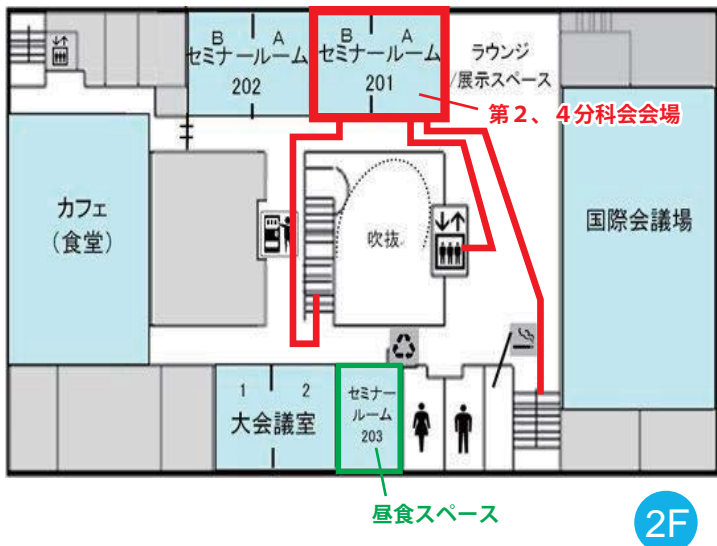 B A
セミナールーム
202
B A
セミナールーム
201
ラウンジ
/展示スペース
第2、4分科会会場
カフェ
(食堂)
吹抜
国際会議場
1 2
大会議室
セミナー
ルーム
203
昼食スペース
2F